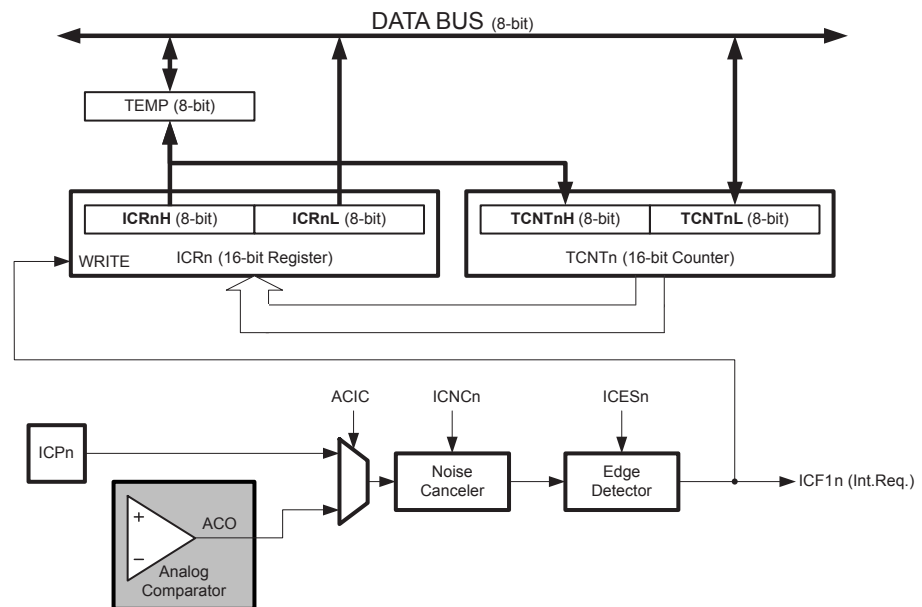 DATA BUS (8-bit)
TEMP (8-bit)
ICRnH (8-bit)
ICRnL (8-bit)
TCNTnH (8-bit)
TCNTnL (8-bit)
WRITE
ICRn (16-bit Register)
TCNTn (16-bit Counter)
ACIC
ICNCn
ICESn
ICPn
Noise
Canceler
Edge
Detector
ICF1n (Int.Req.)
+
ACO
−
Analog
Comparator